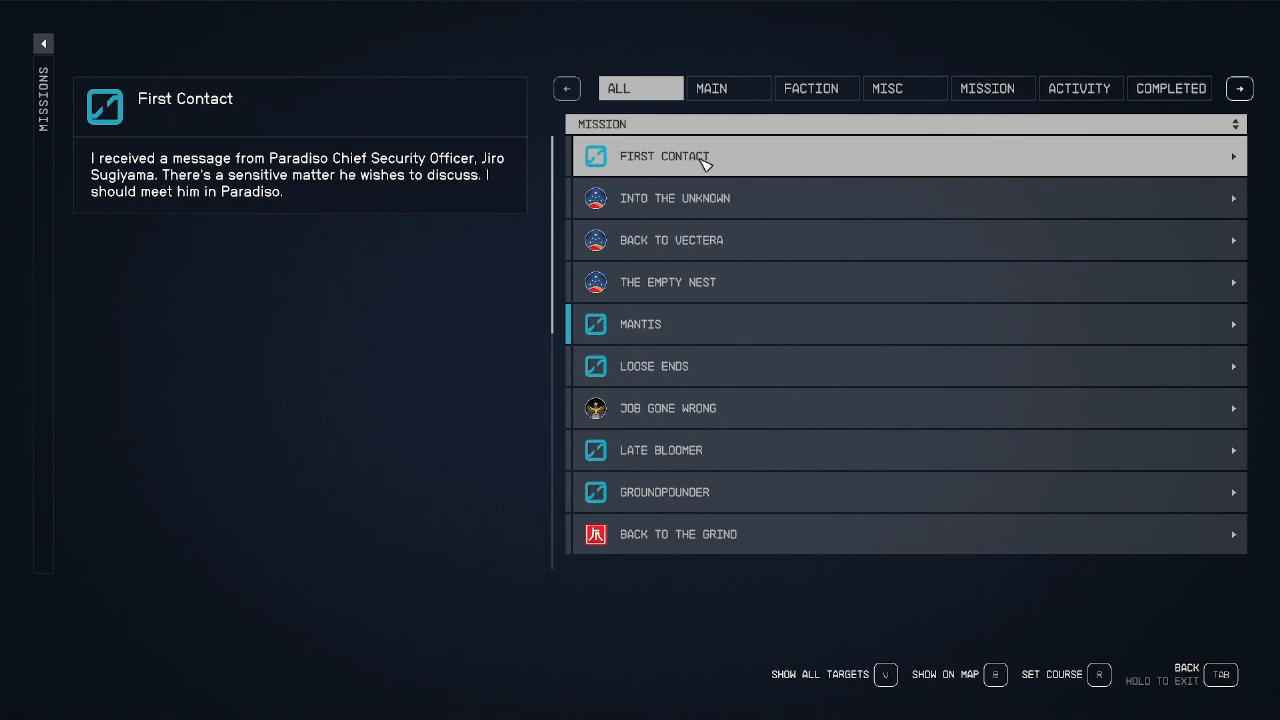 MISSIONS
First Contact
I received a message from Paradiso Chief Security Officer, Jiro
Sugiyama. There's a sensitive matter he wishes to discuss. I
should meet him in Paradiso.
ALL MAIN FACTION MISC MISSION ACTIVITY COMPLETED
MISSION
FIRST CONTACT
INTO THE UNKNOWN
BACK TO VECTERA
THE EMPTY NEST
MANTIS
LOOSE ENDS
JOB GONE WRONG
LATE BLOOMER
GROUNDPOUNDER
BACK TO THE GRIND
SHOW ALL TARGETS V SHOW ON MAP B SET COURSE R BACK TAB
HOLD TO EXIT